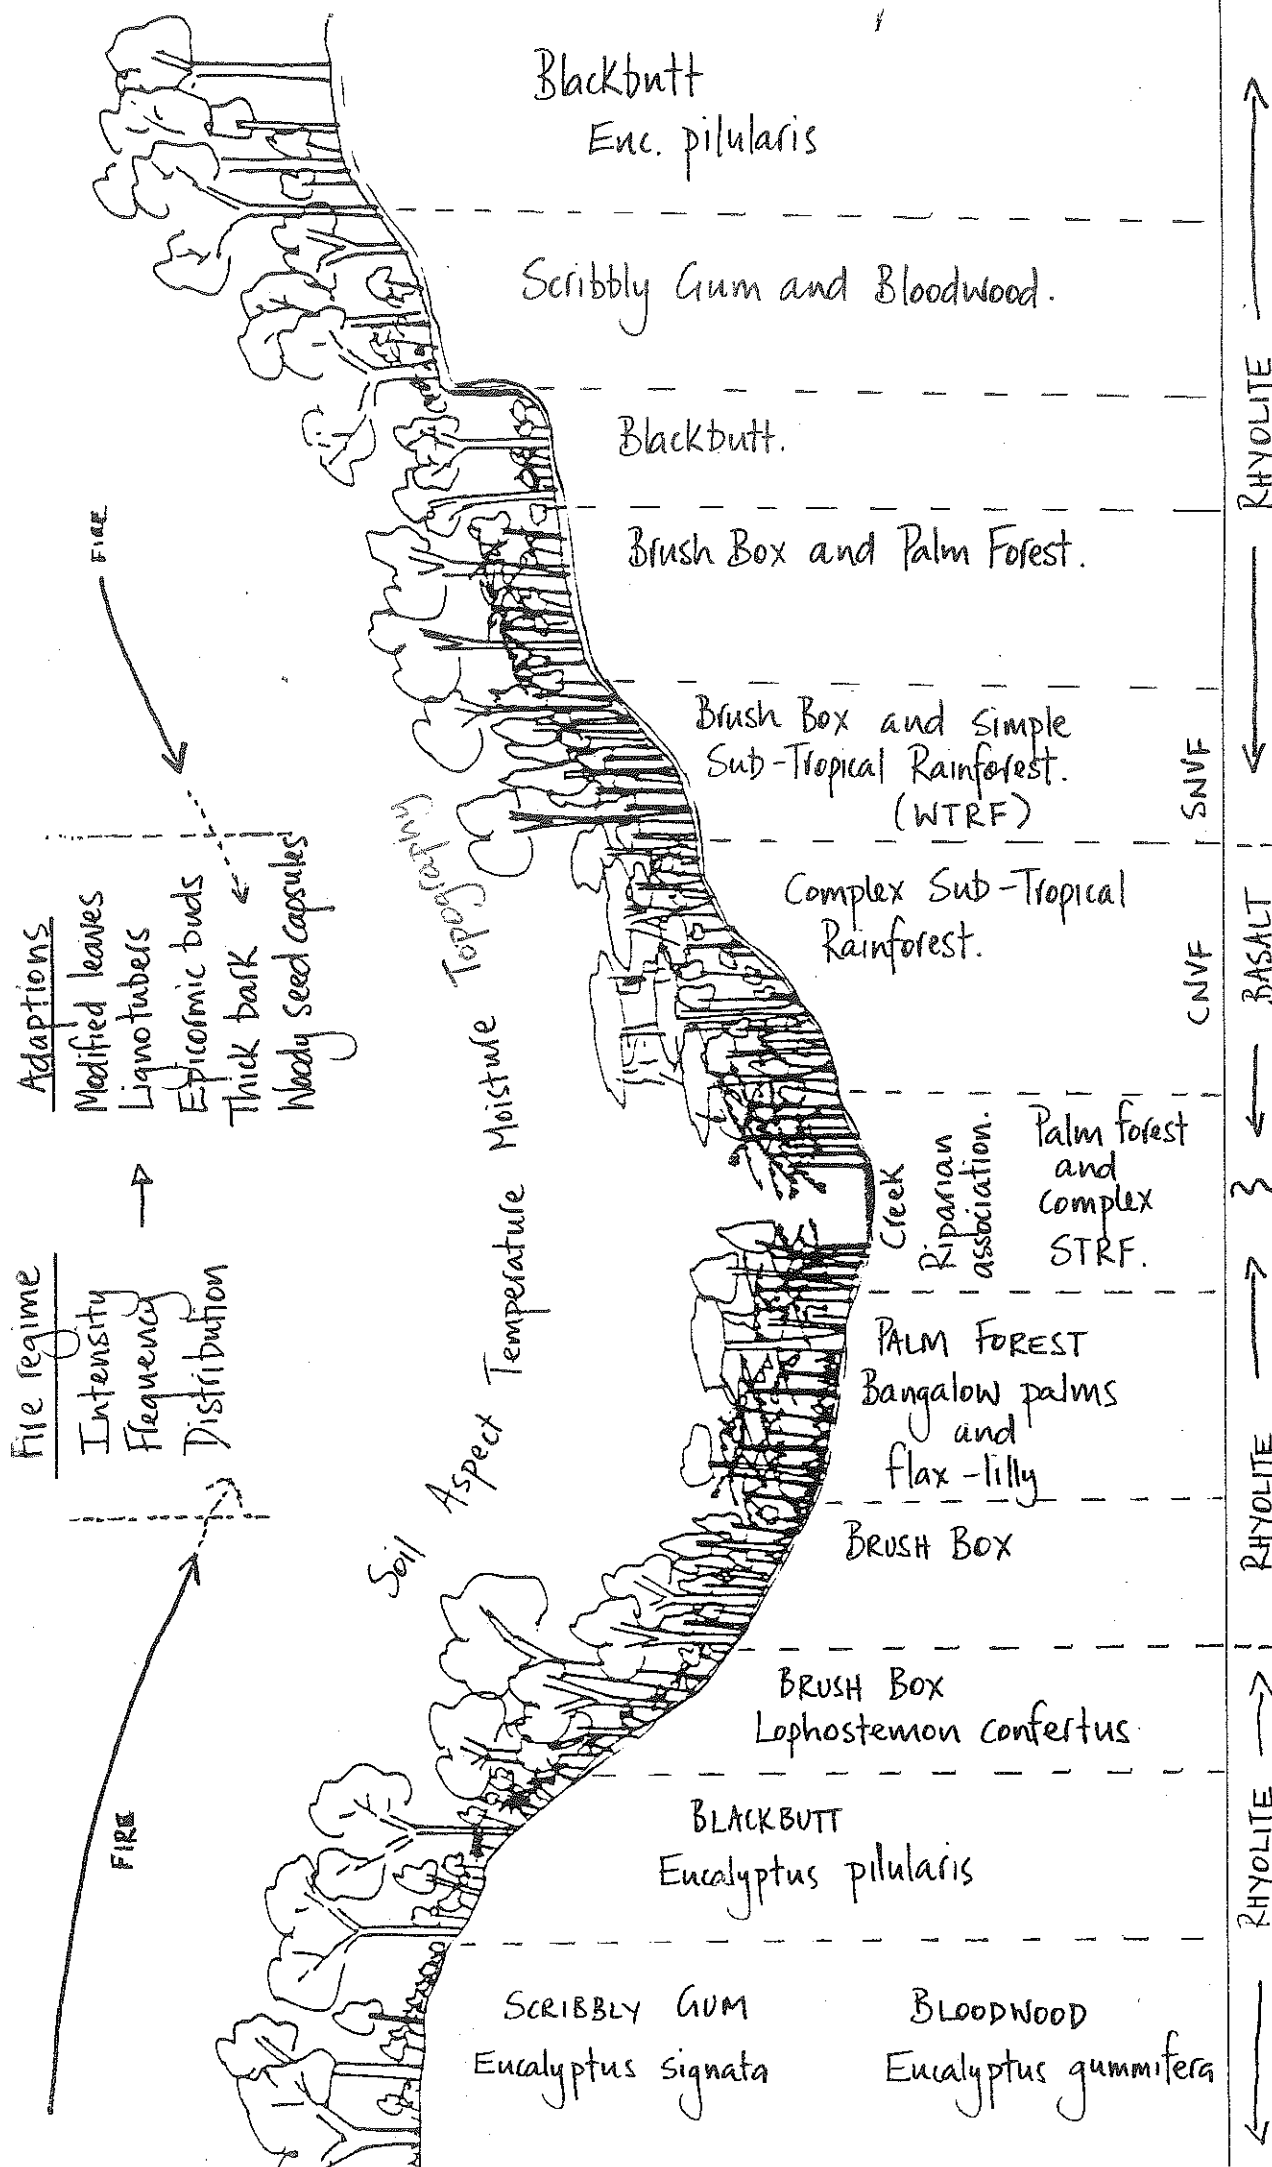 Blackbutt
Euc. pilularis
Scribbly Gum and Bloodwood.
Blackbutt.
Brush Box and Palm Forest.
Brush Box and simple
Sub-Tropical Rainforest.
(WTRF)
Complex Sub-Tropical
Rainforest.
Creek
Riparian
association.
Palm forest
and
complex
STRF.
PALM FOREST
Bangalow palms
and
flax-lilly
BRUSH BOX
BRUSH BOX
Lophostemon confertus
BLACKBUTT
Eucalyptus pilularis
SCRIBBLY GUM
Eucalyptus signata
BLOODWOOD
Eucalyptus gummifera
RHYOLITE
SNVF
CNVF
BASALT
?
RHYOLITE
RHYOLITE
FIRE
Adaptions
Modified leaves
Lignotubers
Epicormic buds
Thick bark
Woody seed capsules
Fire regime
Intensity
Frequency
Distribution
FIRE
Soil Aspect Temperature Moisture Topography